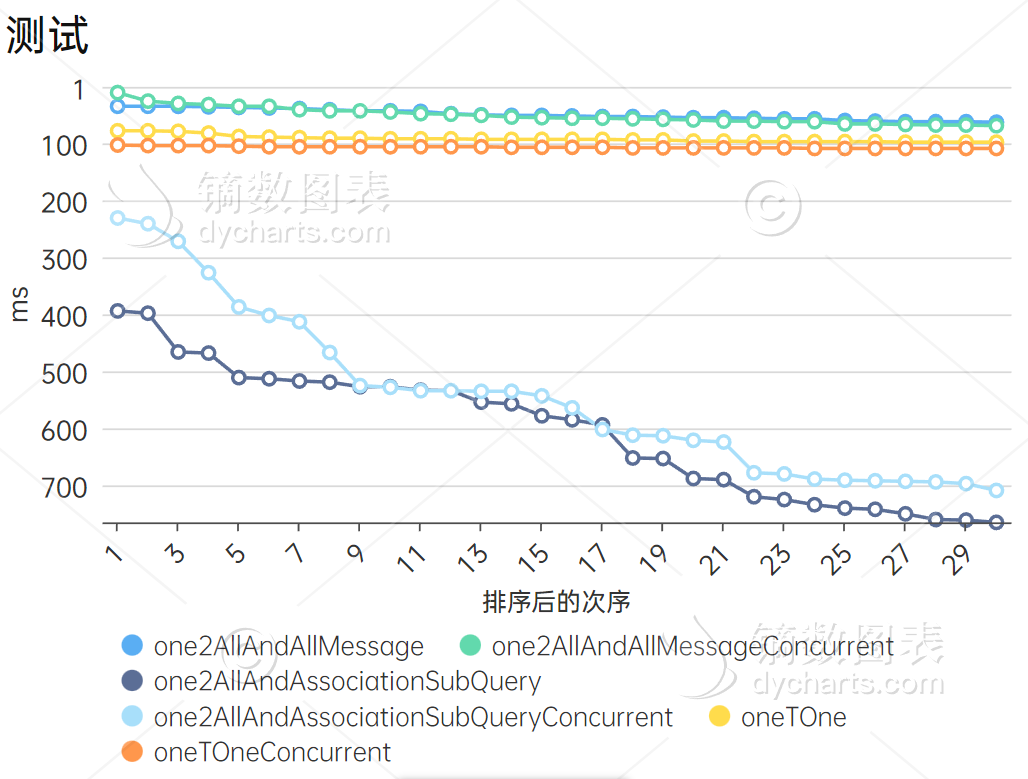 测试
1
100
200
300
400
500
600
700
ms
1 3 5 7 9 11 13 15 17 19 21 23 25 27 29
排序后的次序
one2AllAndAllMessage one2AllAndAllMessageConcurrent
one2AllAndAssociationSubQuery
one2AllAndAssociationSubQueryConcurrent oneTOne
oneTOneConcurrent
镝数图表
dycharts.com
©
镝数图表
dycharts.com
©